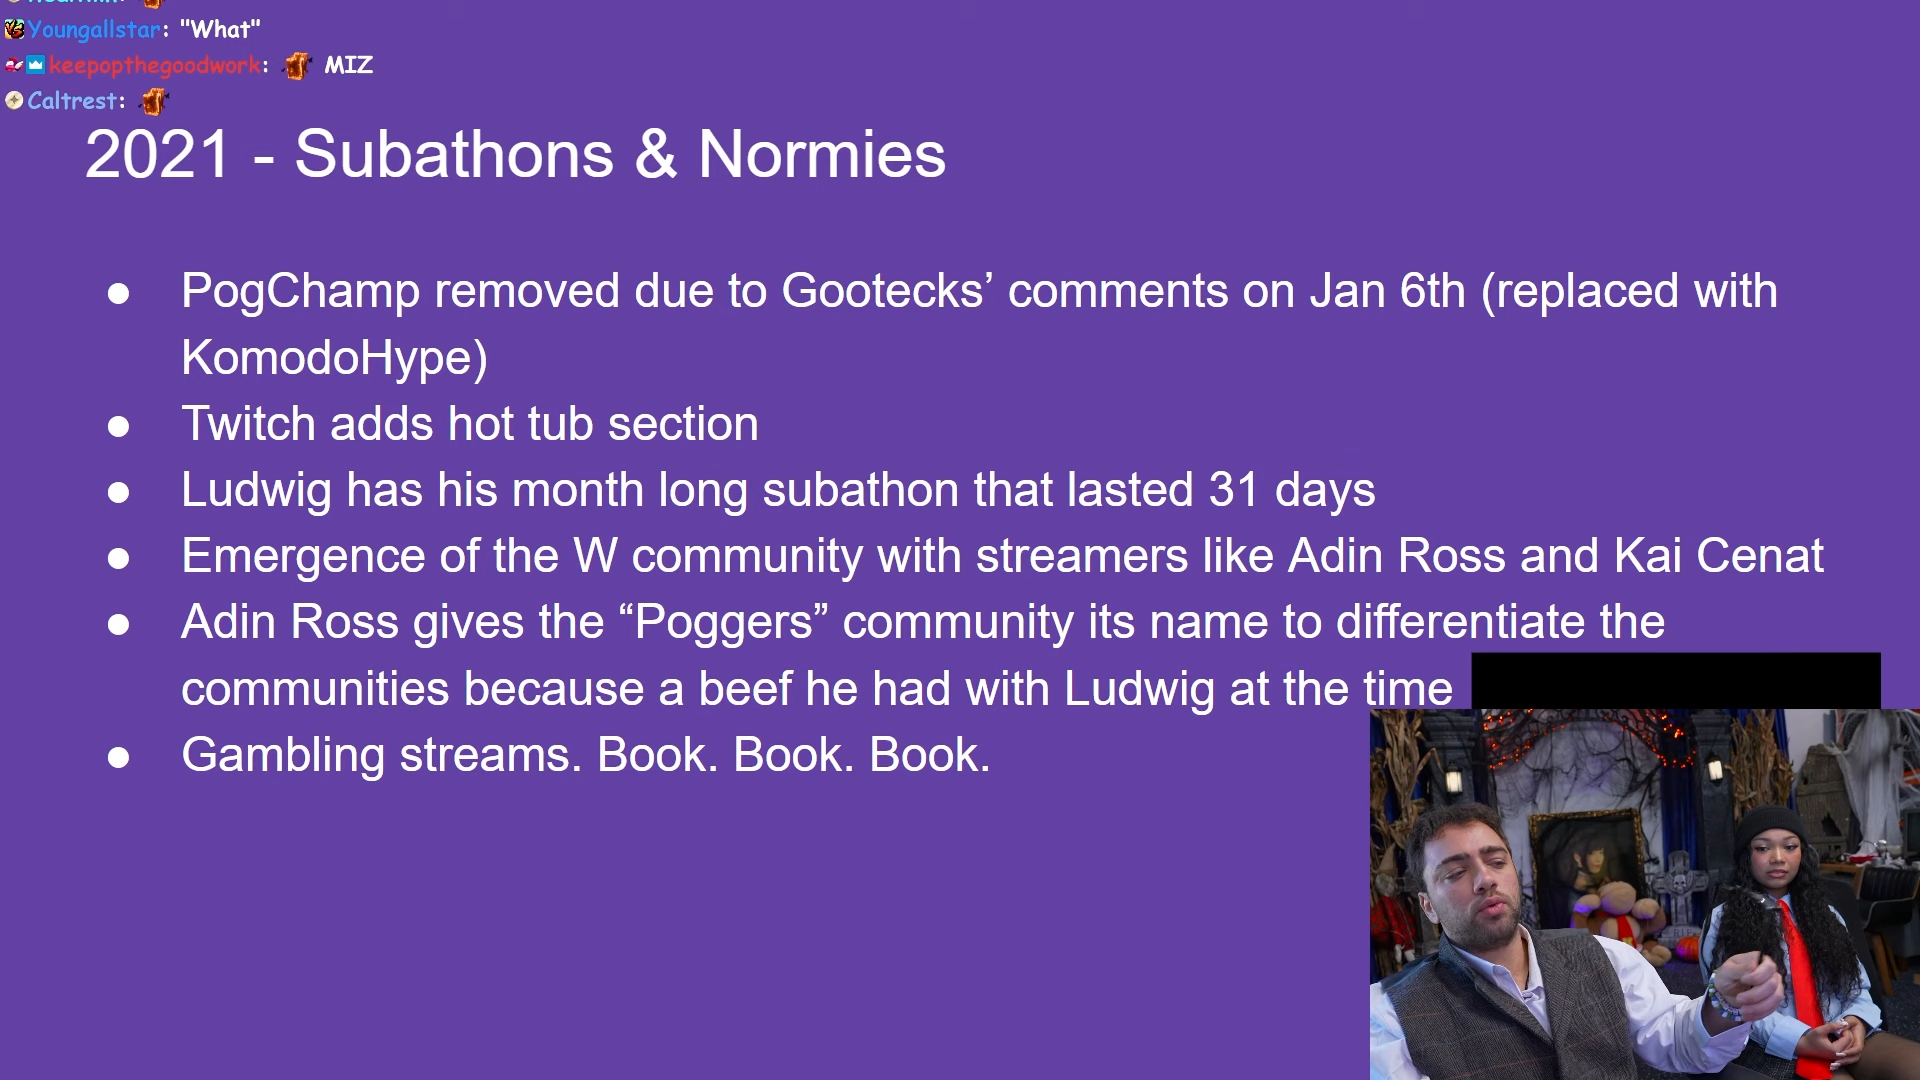 Youngallstar: "What"
keepopthegoodwork: MIZ
Caltrest:
2021 - Subathons & Normies
● PogChamp removed due to Gootecks’ comments on Jan 6th (replaced with
KomodoHype)
● Twitch adds hot tub section
● Ludwig has his month long subathon that lasted 31 days
● Emergence of the W community with streamers like Adin Ross and Kai Cenat
● Adin Ross gives the “Poggers” community its name to differentiate the
communities because a beef he had with Ludwig at the time
● Gambling streams. Book. Book. Book.